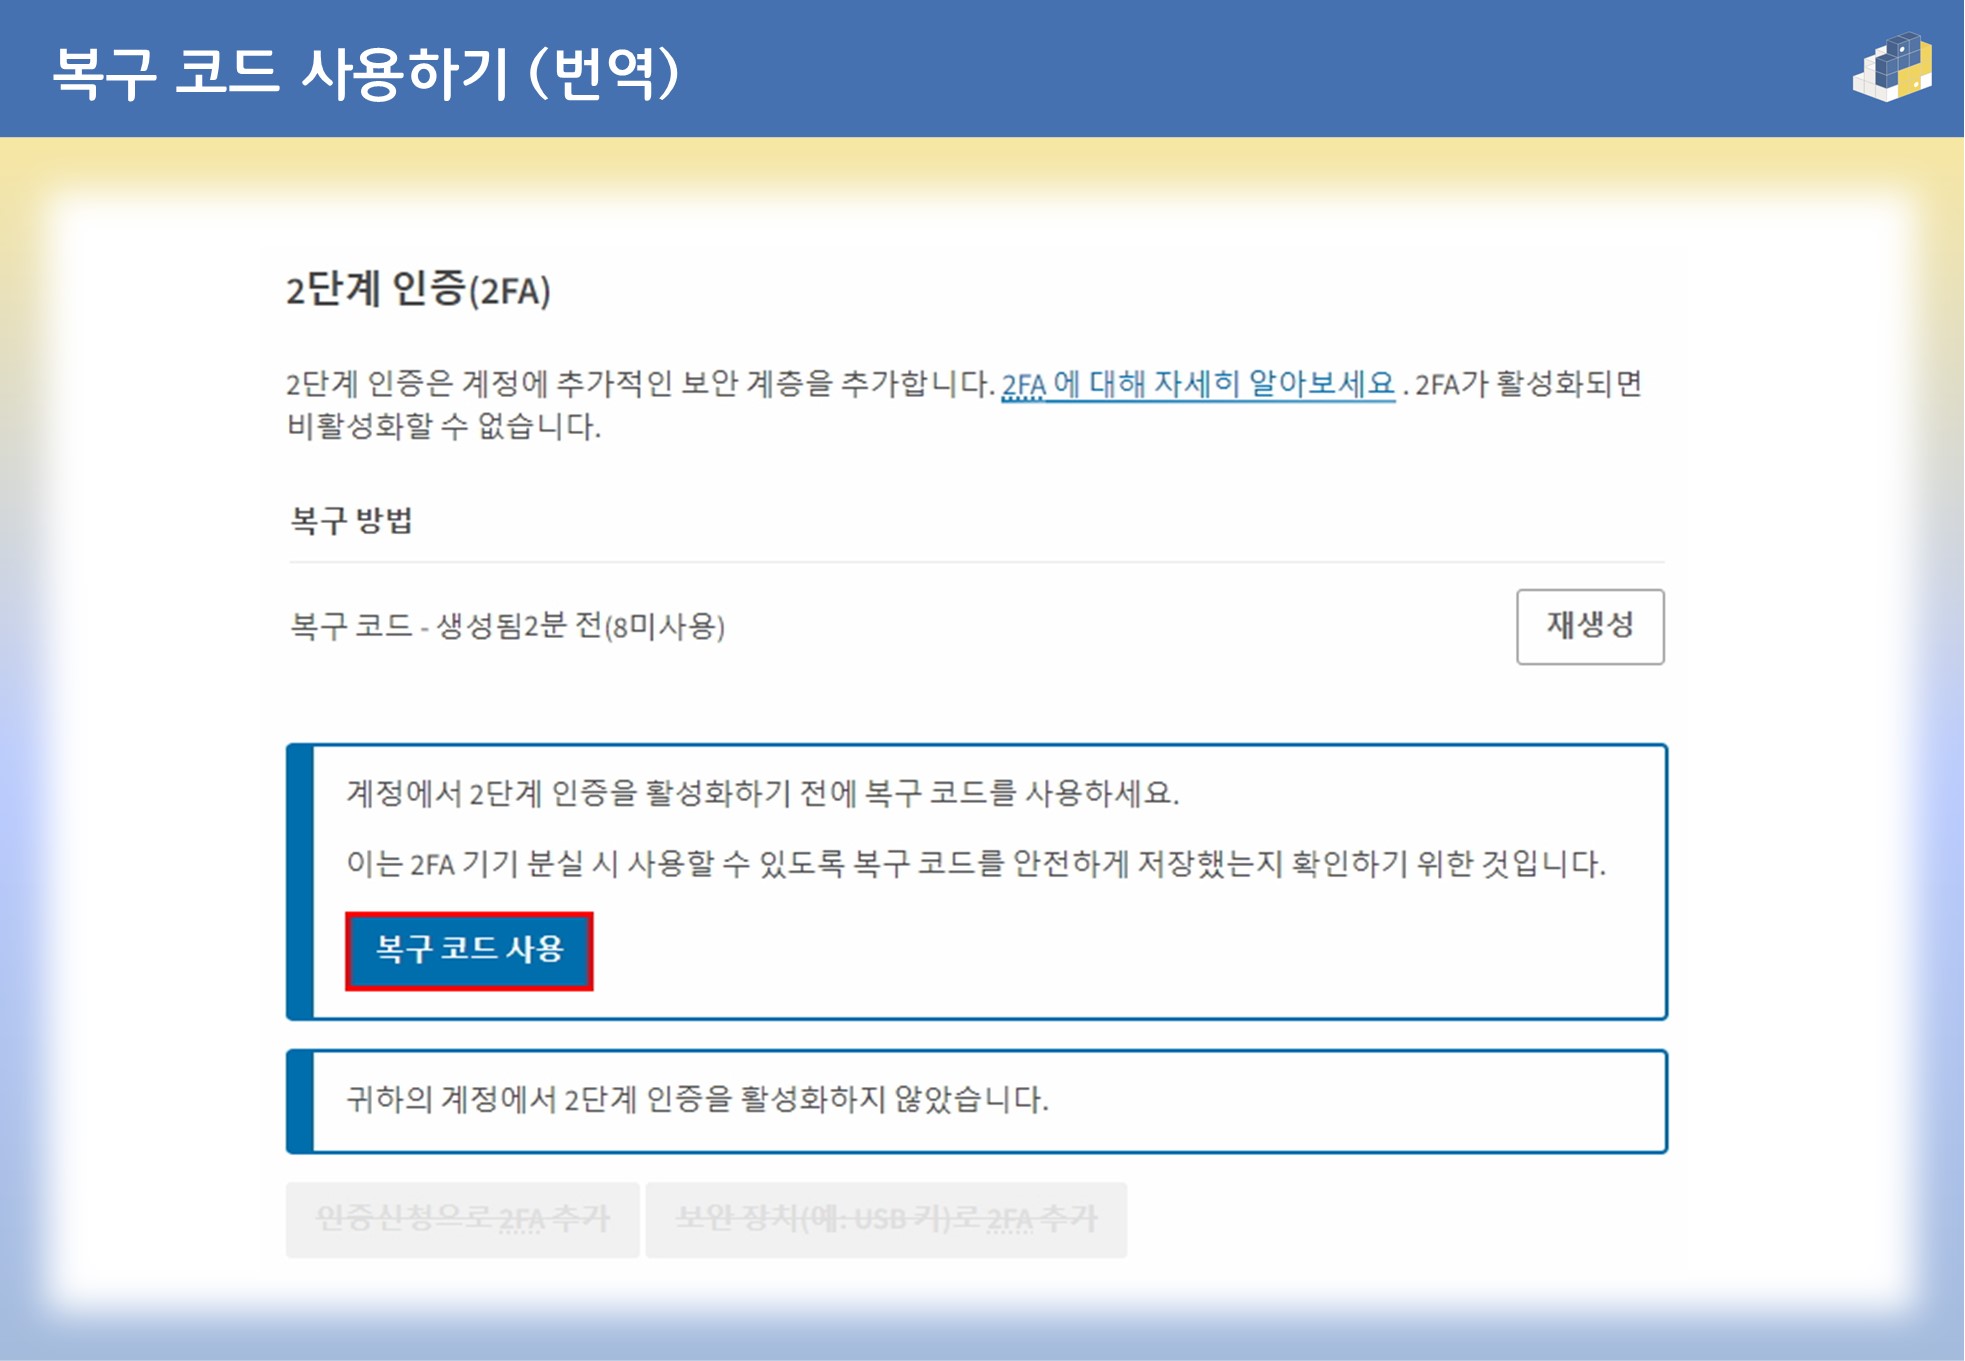 복구 코드 사용하기 (번역)
2단계 인증(2FA)
2단계 인증은 계정에 추가적인 보안 계층을 추가합니다. 2FA 에 대해 자세히 알아보세요 . 2FA가 활성화되면
비활성화할 수 없습니다.
복구 방법
복구 코드 - 생성됨2분 전(8미사용)
재생성
계정에서 2단계 인증을 활성화하기 전에 복구 코드를 사용하세요.
이는 2FA 기기 분실 시 사용할 수 있도록 복구 코드를 안전하게 저장했는지 확인하기 위한 것입니다.
복구 코드 사용
귀하의 계정에서 2단계 인증을 활성화하지 않았습니다.
인증신청으로 2FA 추가
보안 장치(예: USB 키)로 2FA 추가